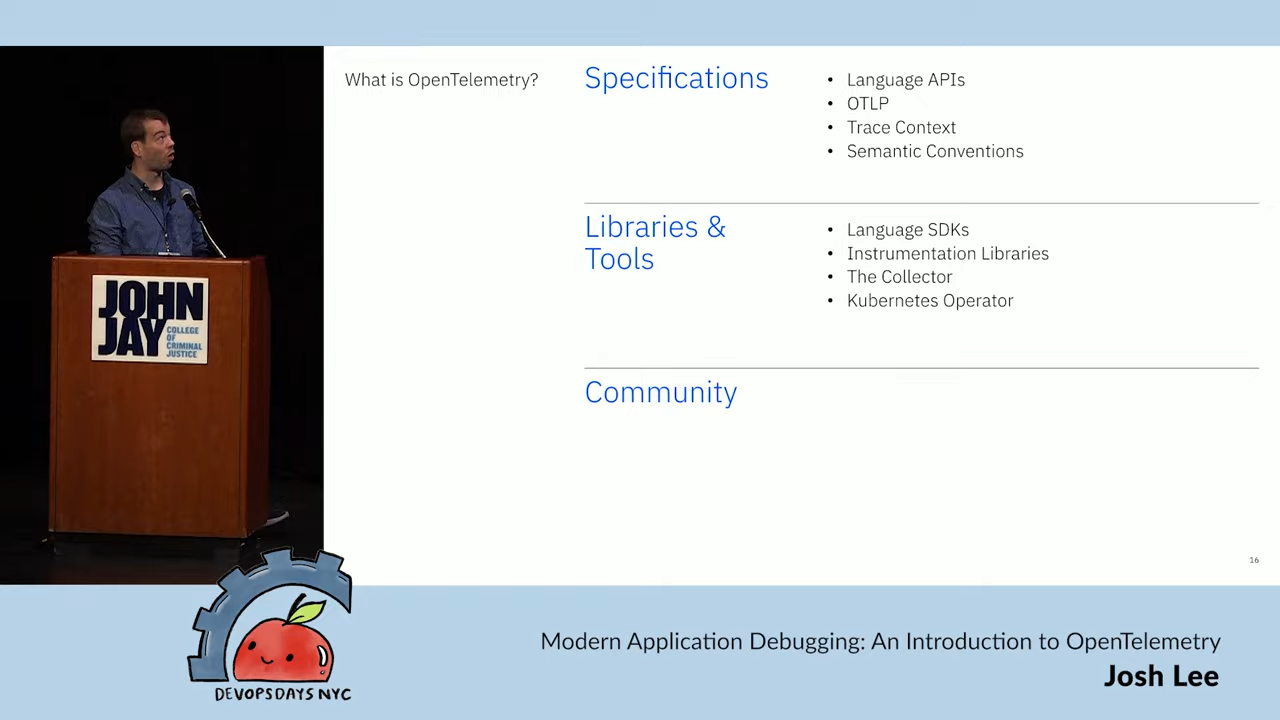 What is OpenTelemetry?
Specifications
• Language APIs
• OTLP
• Trace Context
• Semantic Conventions
Libraries &
Tools
• Language SDKs
• Instrumentation Libraries
• The Collector
• Kubernetes Operator
Community
16
JOHN
JAY
COLLEGE
OF
CRIMINAL
JUSTICE
DEVOPSDAYS NYC
Modern Application Debugging: An Introduction to OpenTelemetry
Josh Lee